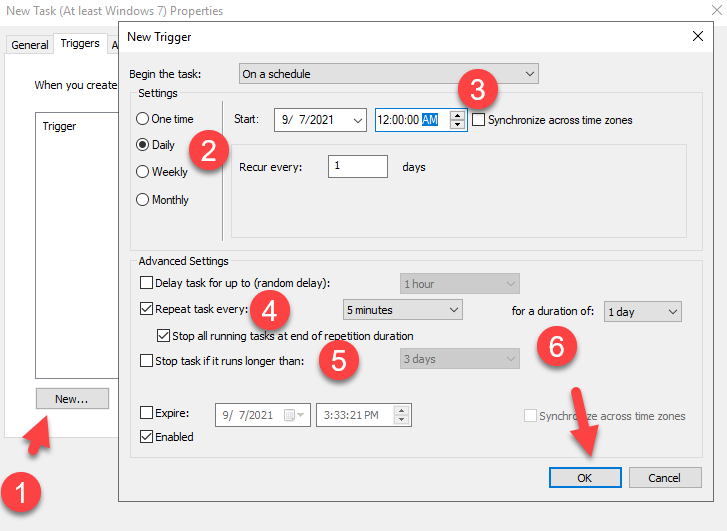 New Task (At least Windows 7) Properties
New Trigger
General Triggers A
Begin the task: On a schedule
When you create
3
Settings
Trigger
One time Start: 9/ 7/2021 12:00:00 AM Synchronize across time zones
Daily
2
Weekly Recur every: 1 days
Monthly
Advanced Settings
Delay task for up to (random delay): 1 hour
Repeat task every: 4 5 minutes for a duration of: 1 day
Stop all running tasks at end of repetition duration
6
Stop task if it runs longer than: 5 3 days
New...
Expire: 9/ 7/2021 3:33:21 PM Synchronize across time zones
Enabled
1
OK Cancel